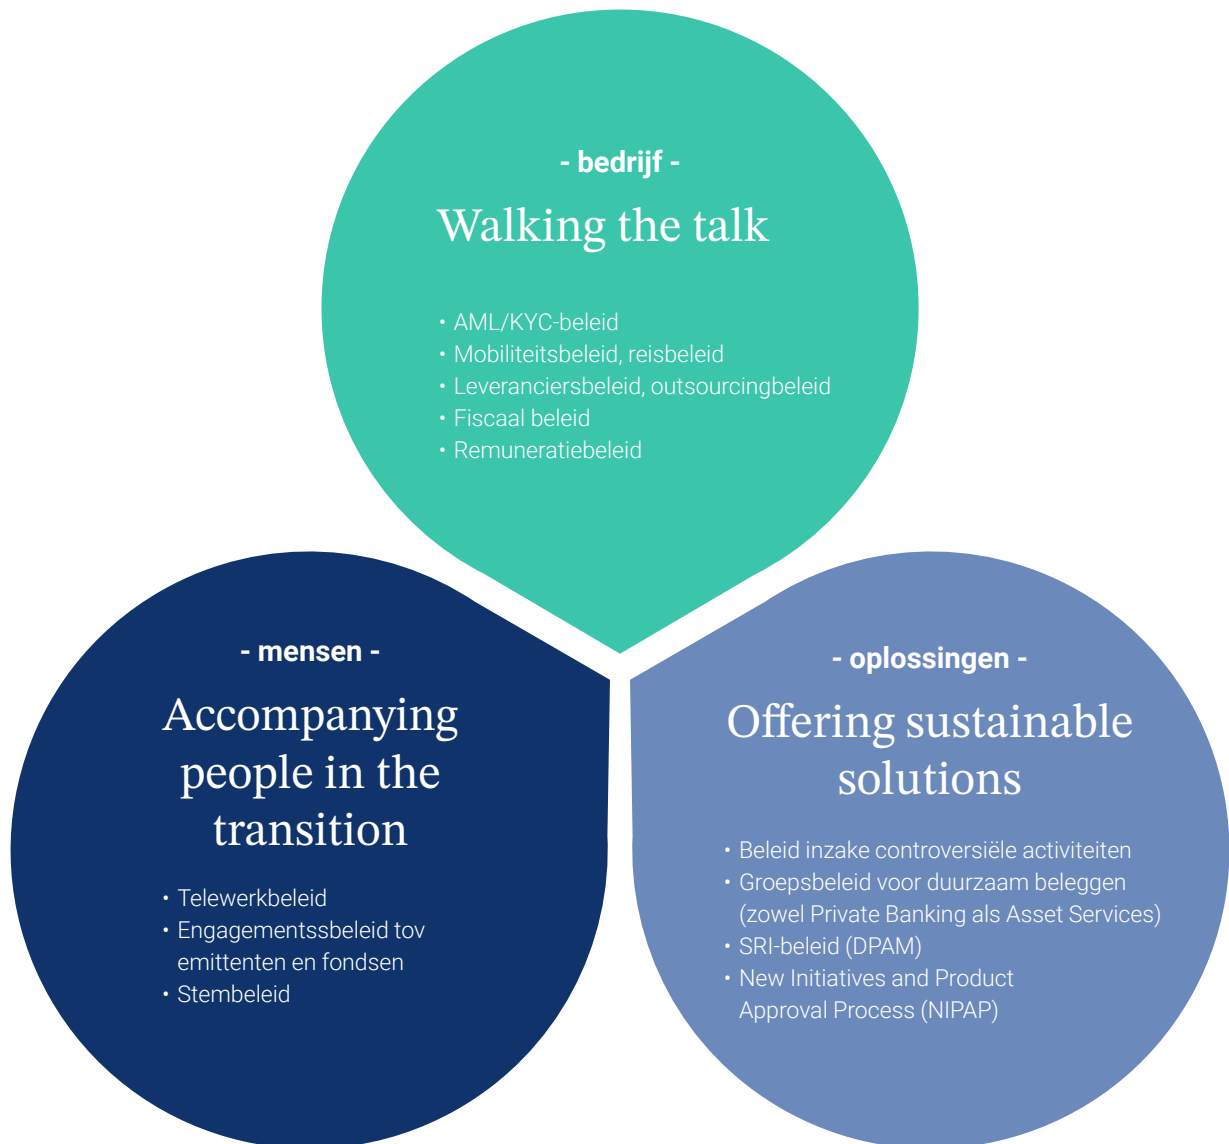 - bedrijf -
Walking the talk
• AML/KYC-beleid
• Mobiliteitsbeleid, reisbeleid
• Leveranciersbeleid, outsourcingbeleid
• Fiscaal beleid
• Remuneratiebeleid
- mensen -
Accompanying
people in the
transition
• Telewerkbeleid
• Engagementssbeleid tov
emittenten en fondsen
• Stembeleid
- oplossingen -
Offering sustainable
solutions
• Beleid inzake controversiële activiteiten
• Groepsbeleid voor duurzaam beleggen
(zowel Private Banking als Asset Services)
• SRI-beleid (DPAM)
• New Initiatives and Product
Approval Process (NIPAP)